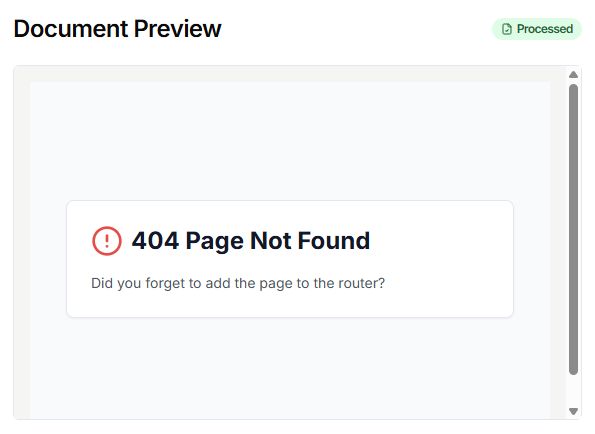 Document Preview
Processed
404 Page Not Found
Did you forget to add the page to the router?